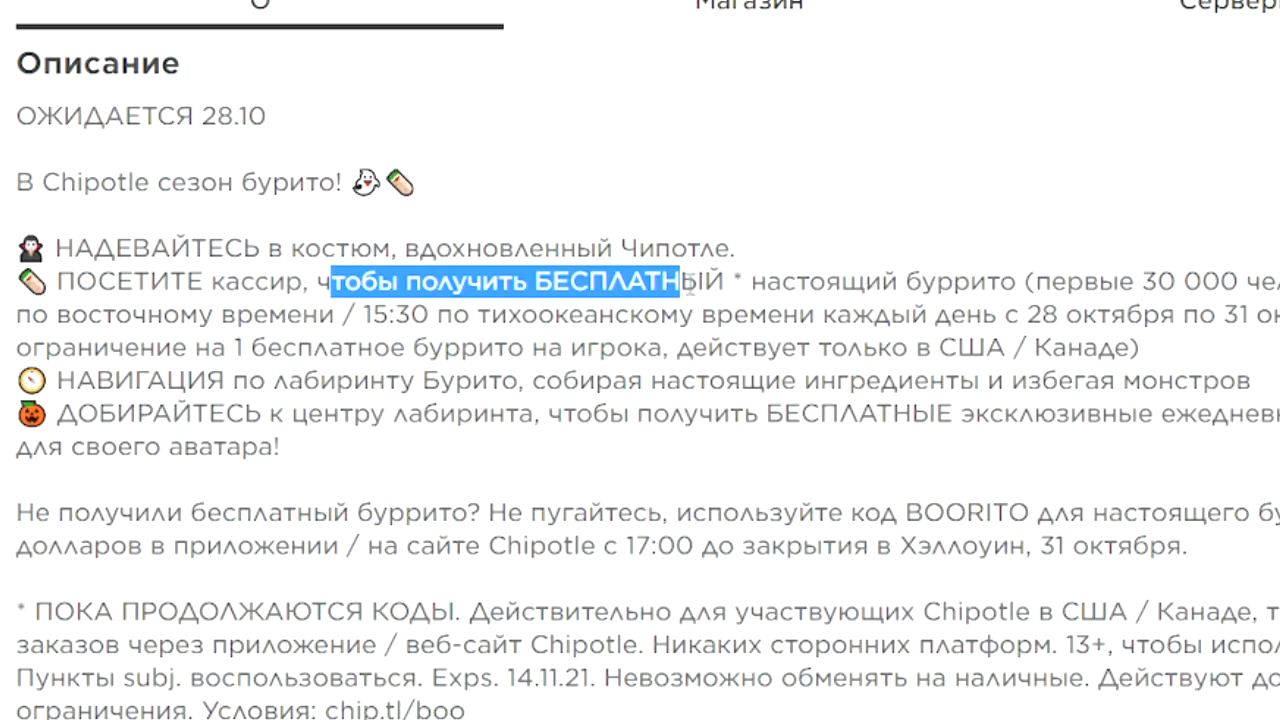 О Магазин Сервер
Описание
ОЖИДАЕТСЯ 28.10
В Chipotle сезон бурито! 👻🌯
🧛 НАДЕВАЙТЕСЬ в костюм, вдохновленный Чипотле.
🌯 ПОСЕТИТЕ кассир, чтобы получить БЕСПЛАТНЫЙ * настоящий буррито (первые 30 000 чел
по восточному времени / 15:30 по тихоокеанскому времени каждый день с 28 октября по 31 ок
ограничение на 1 бесплатное буррито на игрока, действует только в США / Канаде)
🧭 НАВИГАЦИЯ по лабиринту Бурито, собирая настоящие ингредиенты и избегая монстров
🎃 ДОБИРАЙТЕСЬ к центру лабиринта, чтобы получить БЕСПЛАТНЫЕ эксклюзивные ежедневн
для своего аватара!
Не получили бесплатный буррито? Не пугайтесь, используйте код BOORITO для настоящего бу
долларов в приложении / на сайте Chipotle с 17:00 до закрытия в Хэллоуин, 31 октября.
* ПОКА ПРОДОЛЖАЮТСЯ КОДЫ. Действительно для участвующих Chipotle в США / Канаде, т
заказов через приложение / веб-сайт Chipotle. Никаких сторонних платформ. 13+, чтобы испол
Пункты subj. воспользоваться. Exps. 14.11.21. Невозможно обменять на наличные. Действуют до
ограничения. Условия: chip.tl/boo